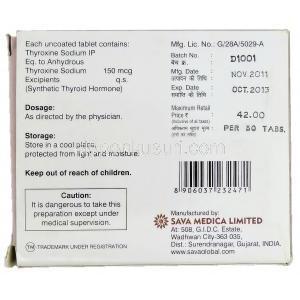 Each uncoated tablet contains:
Thyroxine Sodium IP
Eq. to Anhydrous
Thyroxine Sodium 150 mcg
Excipients q.s.
(Synthetic Thyroid Hormone)
Dosage:
As directed by the physician.
Storage:
Store in a cool place,
protected from light and moisture.
Keep out of reach of children.
Caution:
It is dangerous to take this
preparation except under
medical supervision.
TM TRADEMARK UNDER REGISTRATION
Mfg. Lic. No.: G/28A/5029-A
Batch No. D1001
बैच क्र.
Mfg. Date NOV.2011
Exp. Date OCT.2013
Maximum Retail
Price ₹ 42.00
(Inclusive of all taxes)
PER 50 TABS.
8 906037 232471
Manufactured by:
SAVA MEDICA LIMITED
At: 508, G.I.D.C. Estate,
Wadhwan City-363 035,
Dist.: Surendranagar, Gujarat, INDIA.
www.savaglobal.com